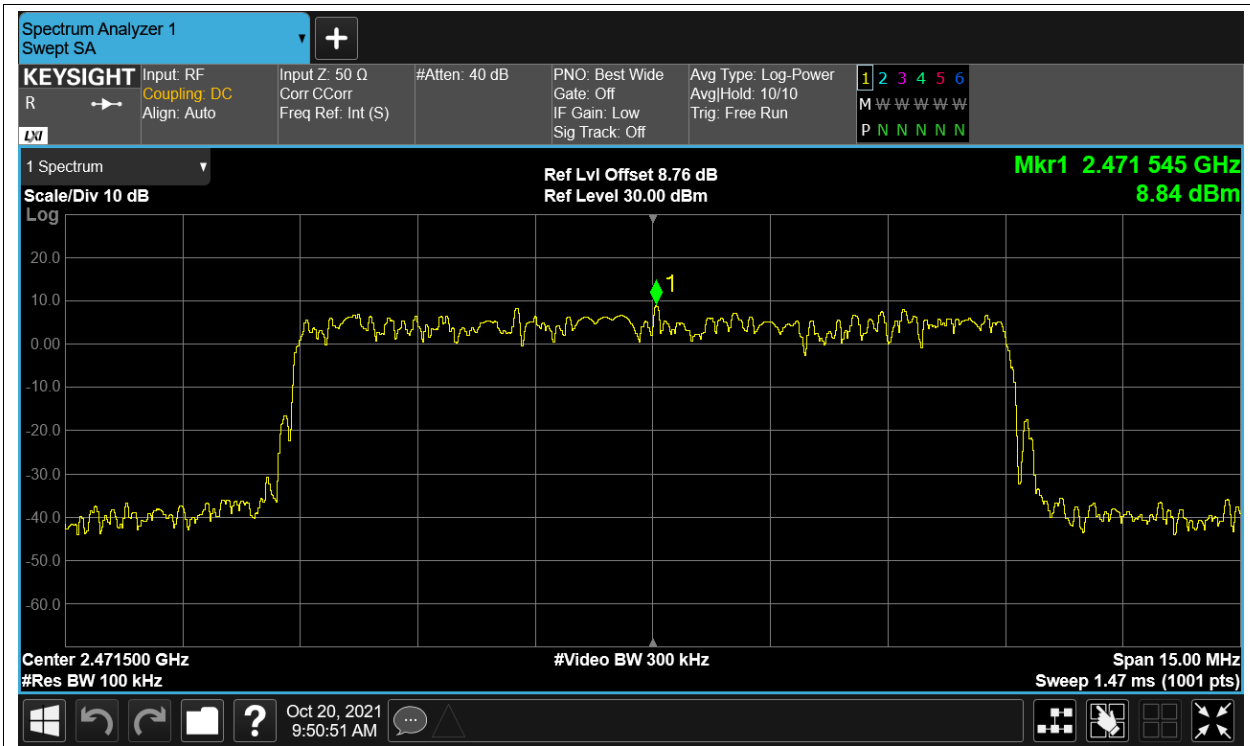 Spectrum Analyzer 1
Swept SA
KEYSIGHT
R
LXI
Input: RF
Coupling: DC
Align: Auto
Input Z: 50 Ω
Corr CCorr
Freq Ref: Int (S)
#Atten: 40 dB
PNO: Best Wide
Gate: Off
IF Gain: Low
Sig Track: Off
Avg Type: Log-Power
Avg|Hold: 10/10
Trig: Free Run
1 2 3 4 5 6
M W W W W W
P N N N N N
1 Spectrum
Scale/Div 10 dB
Log
Ref Lvl Offset 8.76 dB
Ref Level 30.00 dBm
Mkr1 2.471 545 GHz
8.84 dBm
1
20.0
10.0
0.00
-10.0
-20.0
-30.0
-40.0
-50.0
-60.0
Center 2.471500 GHz
#Res BW 100 kHz
#Video BW 300 kHz
Span 15.00 MHz
Sweep 1.47 ms (1001 pts)
?
Oct 20, 2021
9:50:51 AM